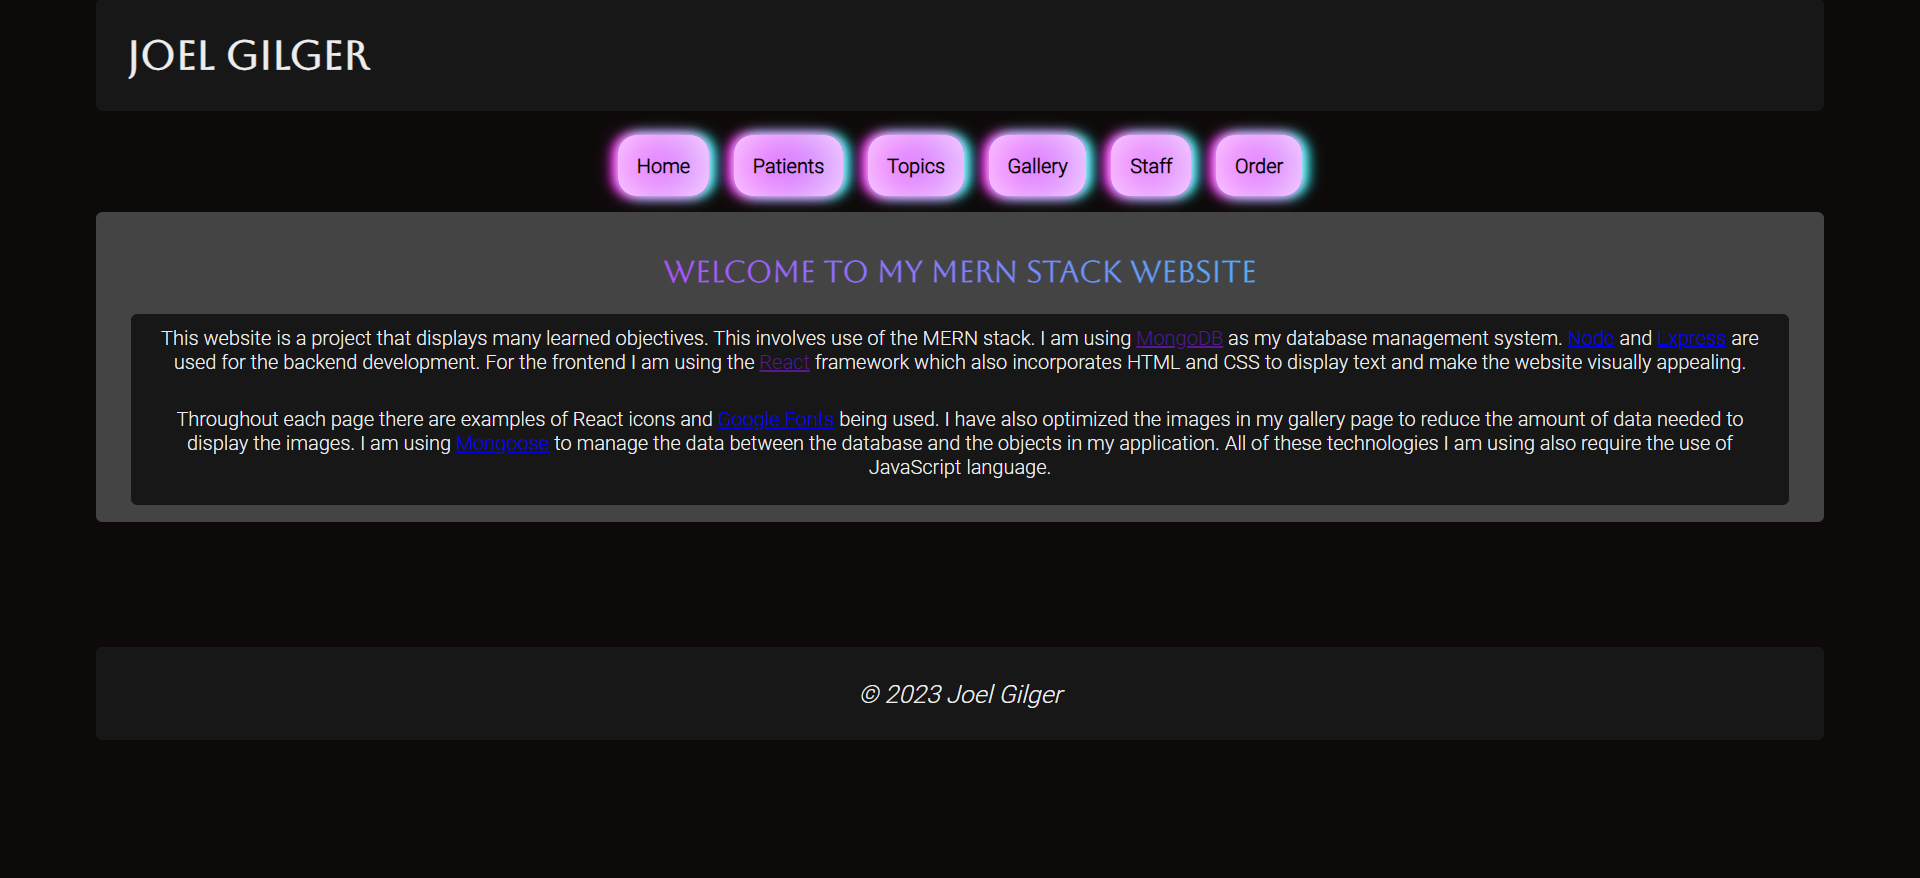 JOEL GILGER
Home Patients Topics Gallery Staff Order
WELCOME TO MY MERN STACK WEBSITE
This website is a project that displays many learned objectives. This involves use of the MERN stack. I am using MongoDB as my database management system. Node and Express are
used for the backend development. For the frontend I am using the React framework which also incorporates HTML and CSS to display text and make the website visually appealing.
Throughout each page there are examples of React icons and Google Fonts being used. I have also optimized the images in my gallery page to reduce the amount of data needed to
display the images. I am using Mongoose to manage the data between the database and the objects in my application. All of these technologies I am using also require the use of
JavaScript language.
© 2023 Joel Gilger